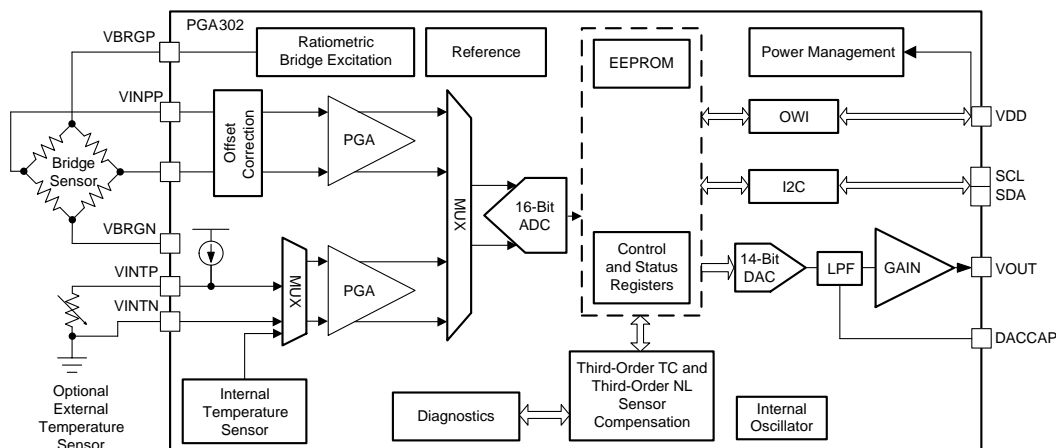 PGA302
VBRGP
Ratiometric
Bridge Excitation
Reference
EEPROM
Power Management
VINPP
Offset
Correction
PGA
OWI
VDD
Bridge
Sensor
MUX
16-Bit
ADC
I2C
SCL
SDA
VBRGN
Control
and Status
Registers
14-Bit
DAC
LPF
GAIN
VOUT
VINTP
MUX
PGA
VINTN
DACCAP
Optional
External
Temperature
Sensor
Internal
Temperature
Sensor
Diagnostics
Third-Order TC and
Third-Order NL
Sensor
Compensation
Internal
Oscillator